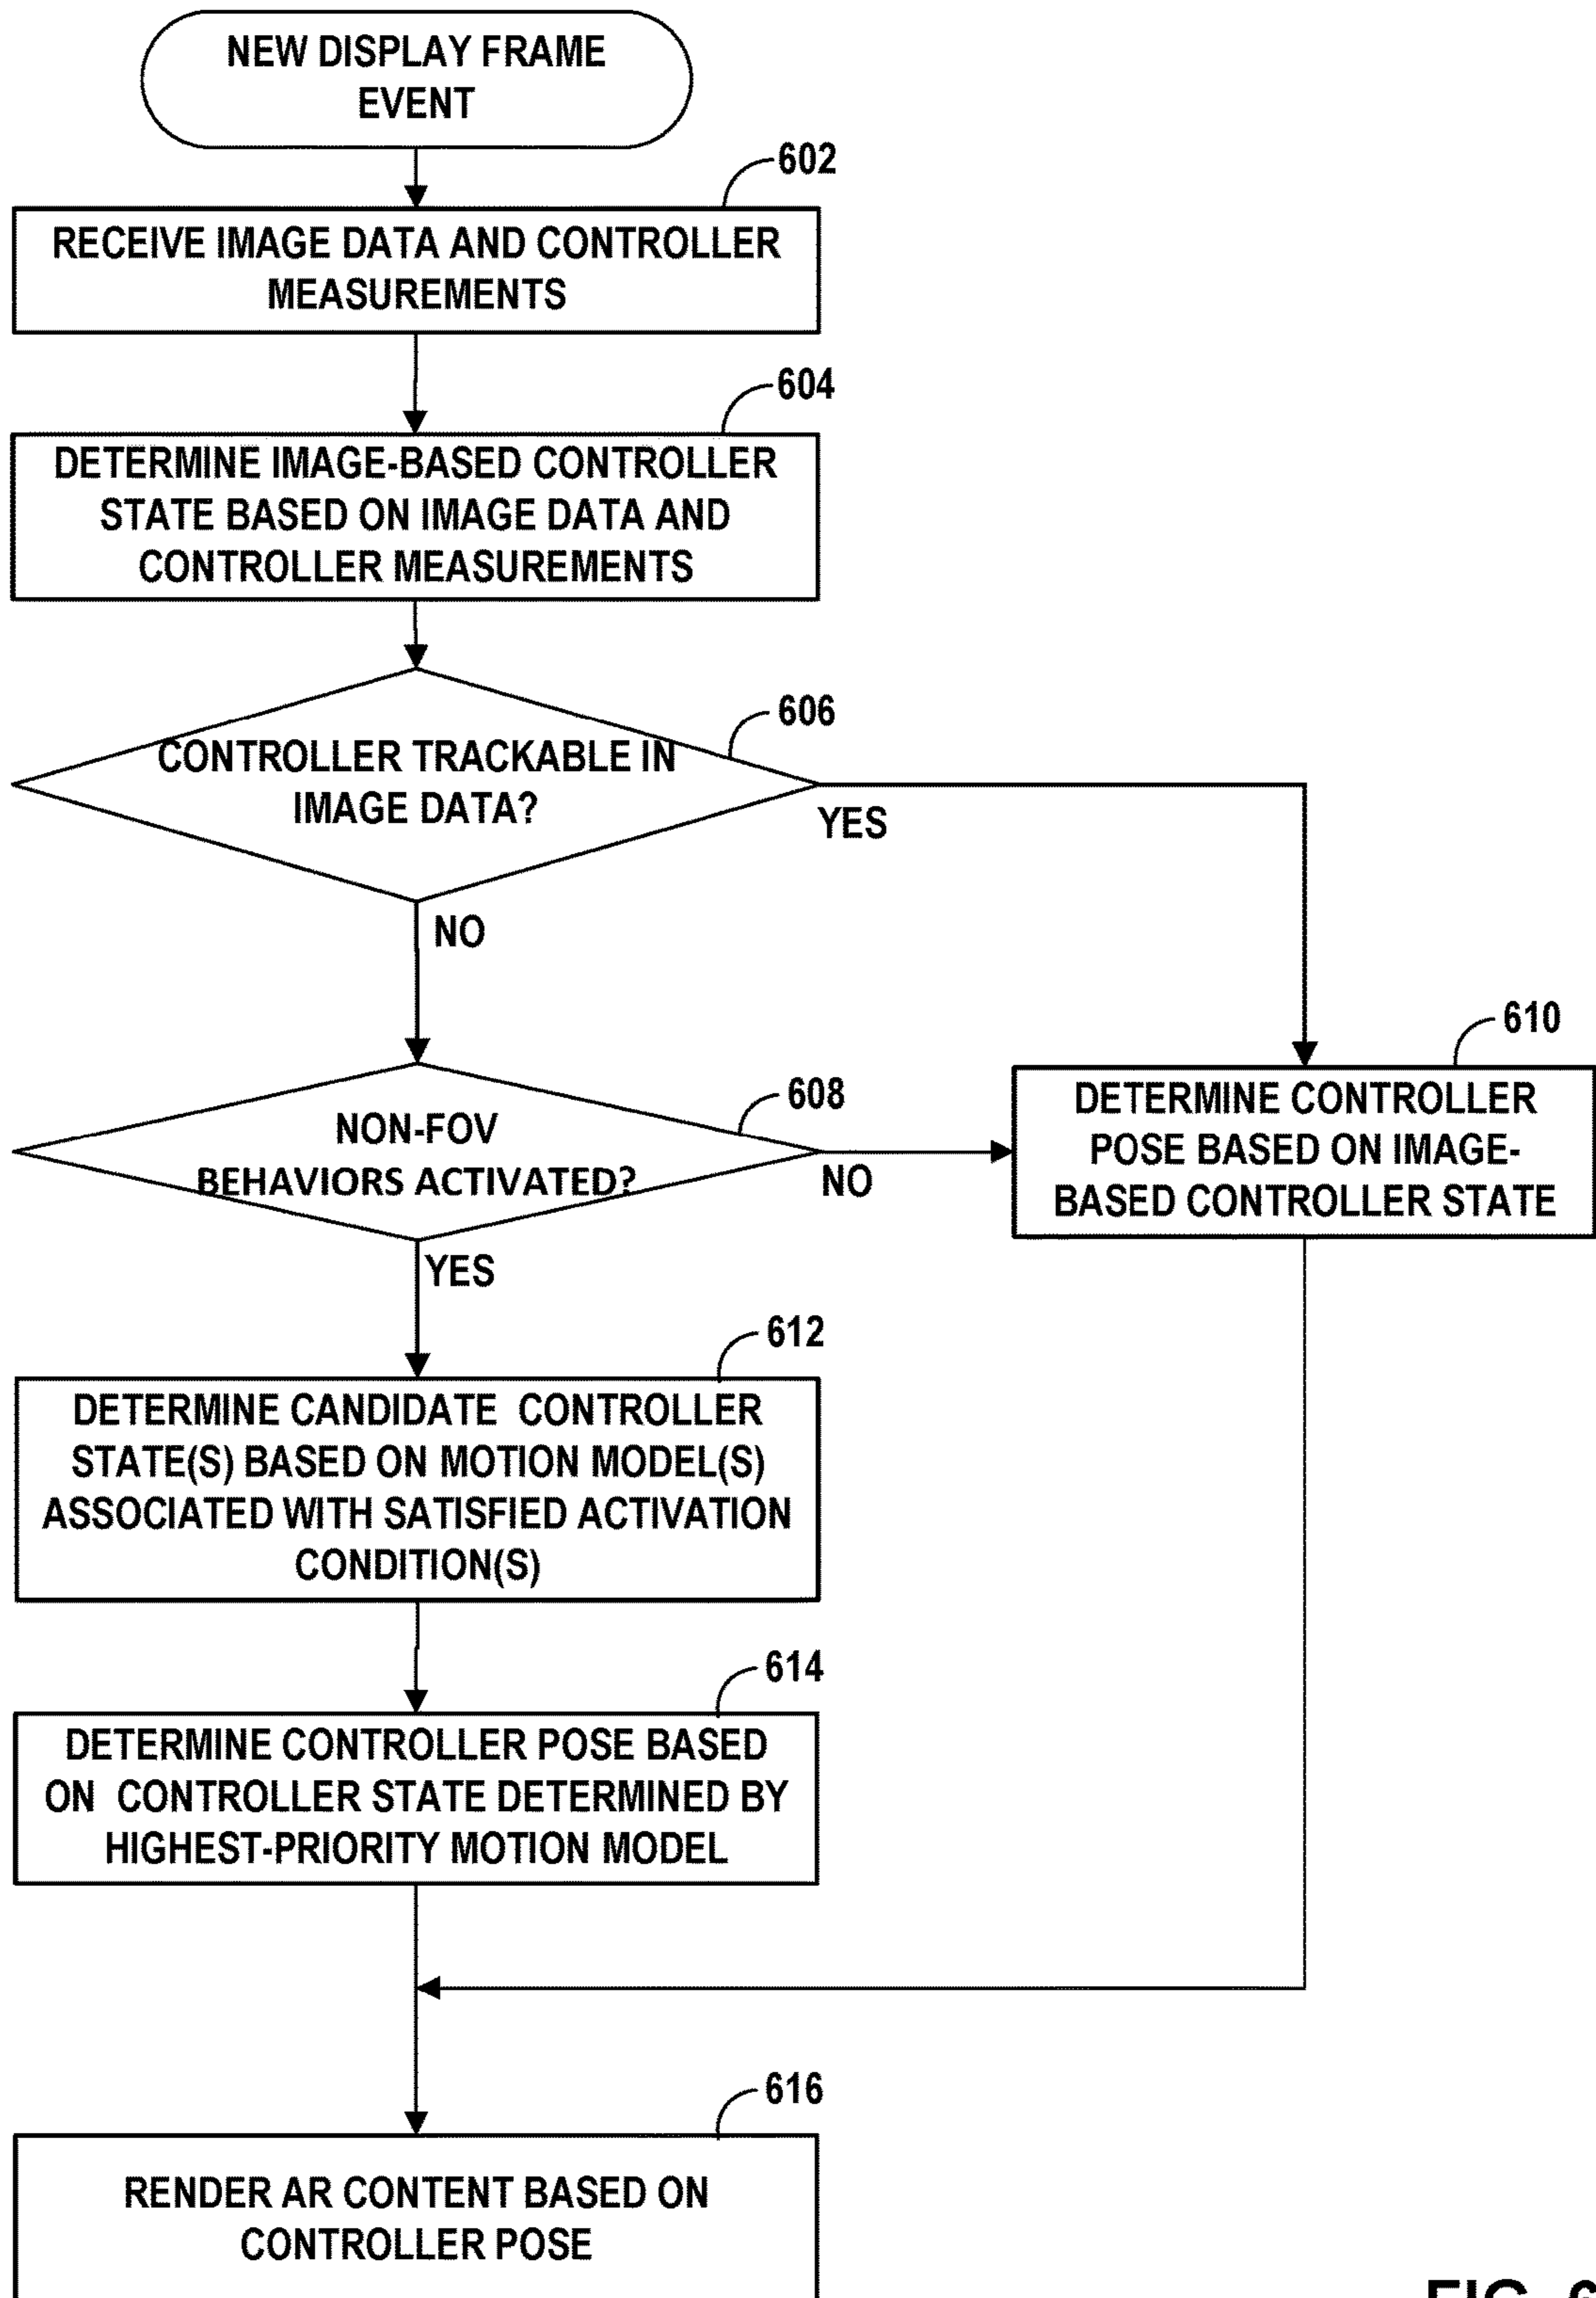 NEW DISPLAY FRAME
EVENT
602
RECEIVE IMAGE DATA AND CONTROLLER
MEASUREMENTS
604
DETERMINE IMAGE-BASED CONTROLLER
STATE BASED ON IMAGE DATA AND
CONTROLLER MEASUREMENTS
606
CONTROLLER TRACKABLE IN
IMAGE DATA?
YES
NO
608
NON-FOV
BEHAVIORS ACTIVATED?
NO
YES
610
DETERMINE CONTROLLER
POSE BASED ON IMAGE-
BASED CONTROLLER STATE
612
DETERMINE CANDIDATE CONTROLLER
STATE(S) BASED ON MOTION MODEL(S)
ASSOCIATED WITH SATISFIED ACTIVATION
CONDITION(S)
614
DETERMINE CONTROLLER POSE BASED
ON CONTROLLER STATE DETERMINED BY
HIGHEST-PRIORITY MOTION MODEL
616
RENDER AR CONTENT BASED ON
CONTROLLER POSE